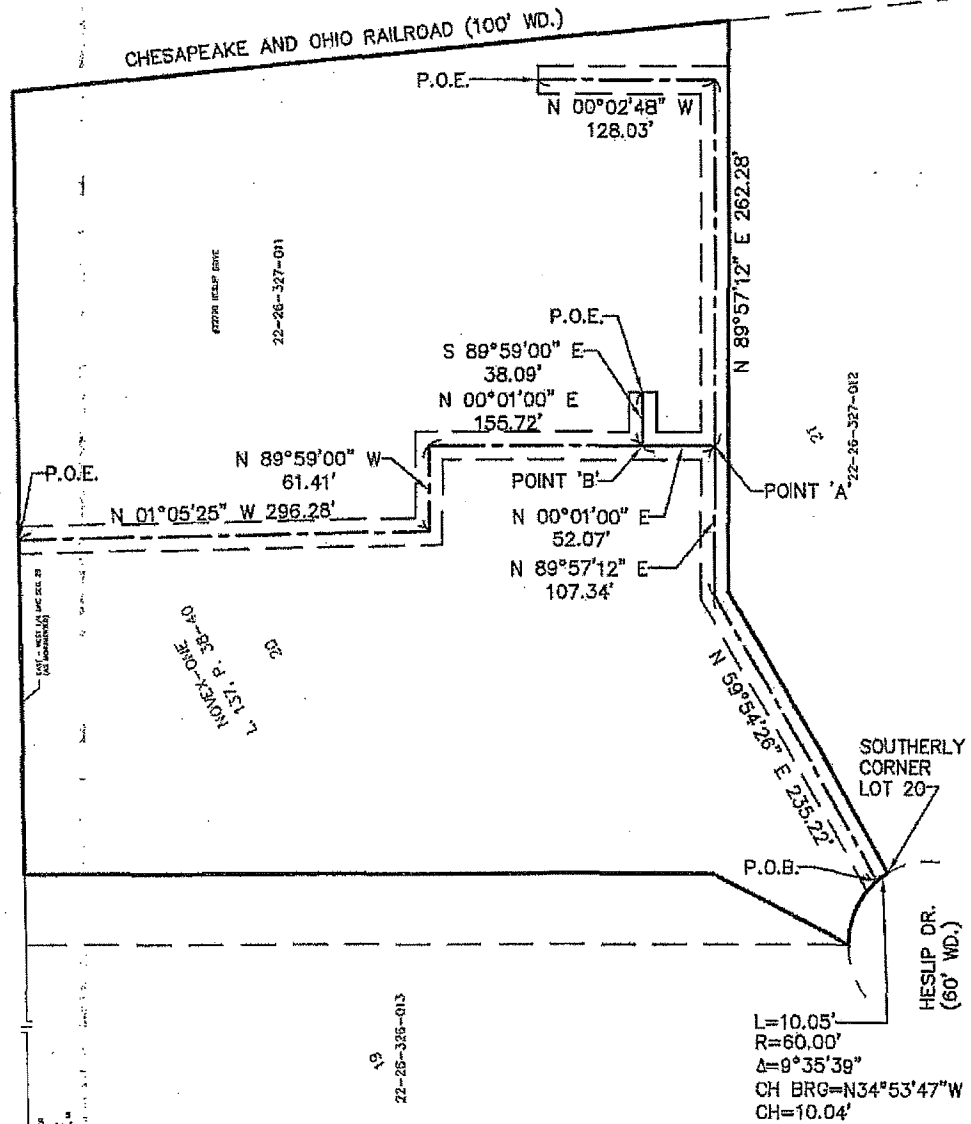 CHESAPEAKE AND OHIO RAILROAD (100' WD.)
P.O.E.
N 00°02'48" W
128.03'
N 89°57'12" E 262.28'
22-26-327-011
P.O.E.
S 89°59'00" E
38.09'
N 00°01'00" E
155.72'
21
22-26-327-012
N 89°59'00" W
61.41'
P.O.E.
POINT 'B'
POINT 'A'
N 01°05'25" W 296.28'
N 00°01'00" E
52.07'
N 89°57'12" E
107.34'
NOVEX-ONE
L. 137, P. 38-40
20
N 59°54'26" E 235.22'
SOUTHERLY
CORNER
LOT 20
P.O.B.
HESLIP DR.
(60' WD.)
19
22-26-326-013
L=10.05'
R=60.00'
Δ=9°35'39"
CH BRG=N34°53'47"W
CH=10.04'